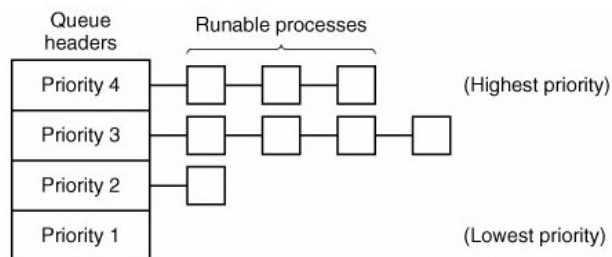 Queue
headers
Runable processes
Priority 4
(Highest priority)
Priority 3
Priority 2
Priority 1
(Lowest priority)